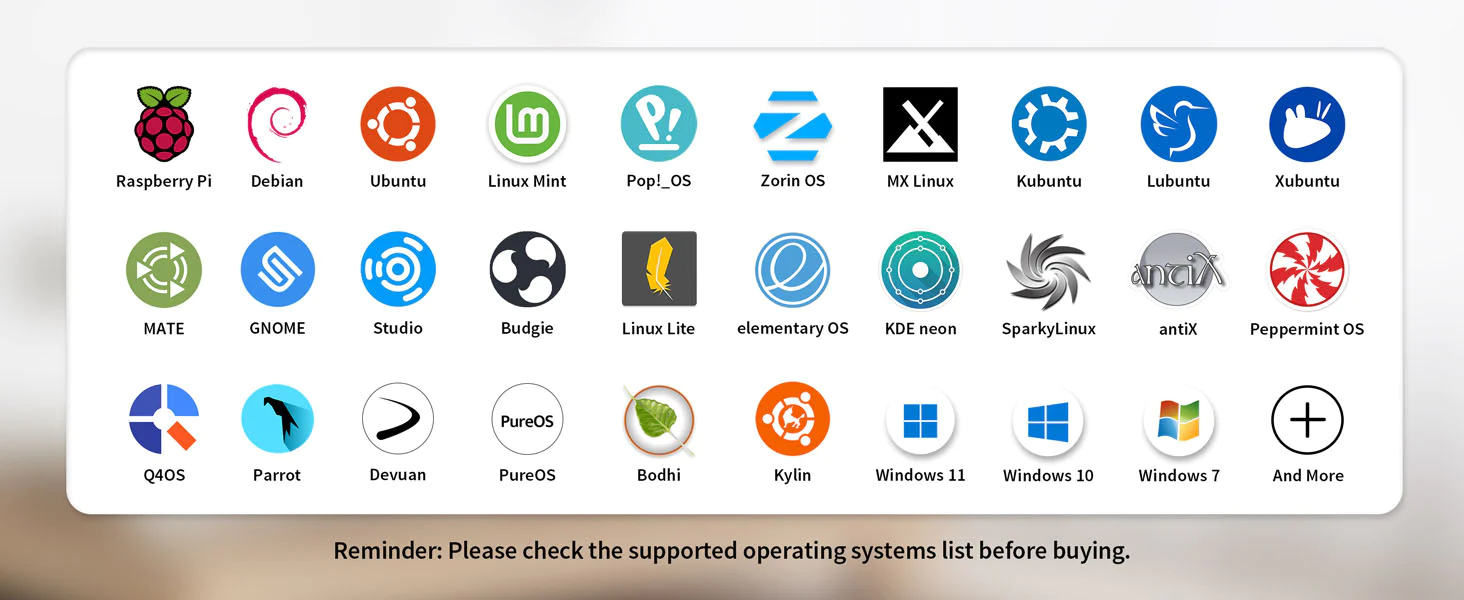 Raspberry Pi Debian Ubuntu Linux Mint Pop!_OS Zorin OS MX Linux Kubuntu Lubuntu Xubuntu
antiX
MATE GNOME Studio Budgie Linux Lite elementary OS KDE neon SparkyLinux antiX Peppermint OS
PureOS
Q4OS Parrot Devuan PureOS Bodhi Kylin Windows 11 Windows 10 Windows 7 And More
Reminder: Please check the supported operating systems list before buying.